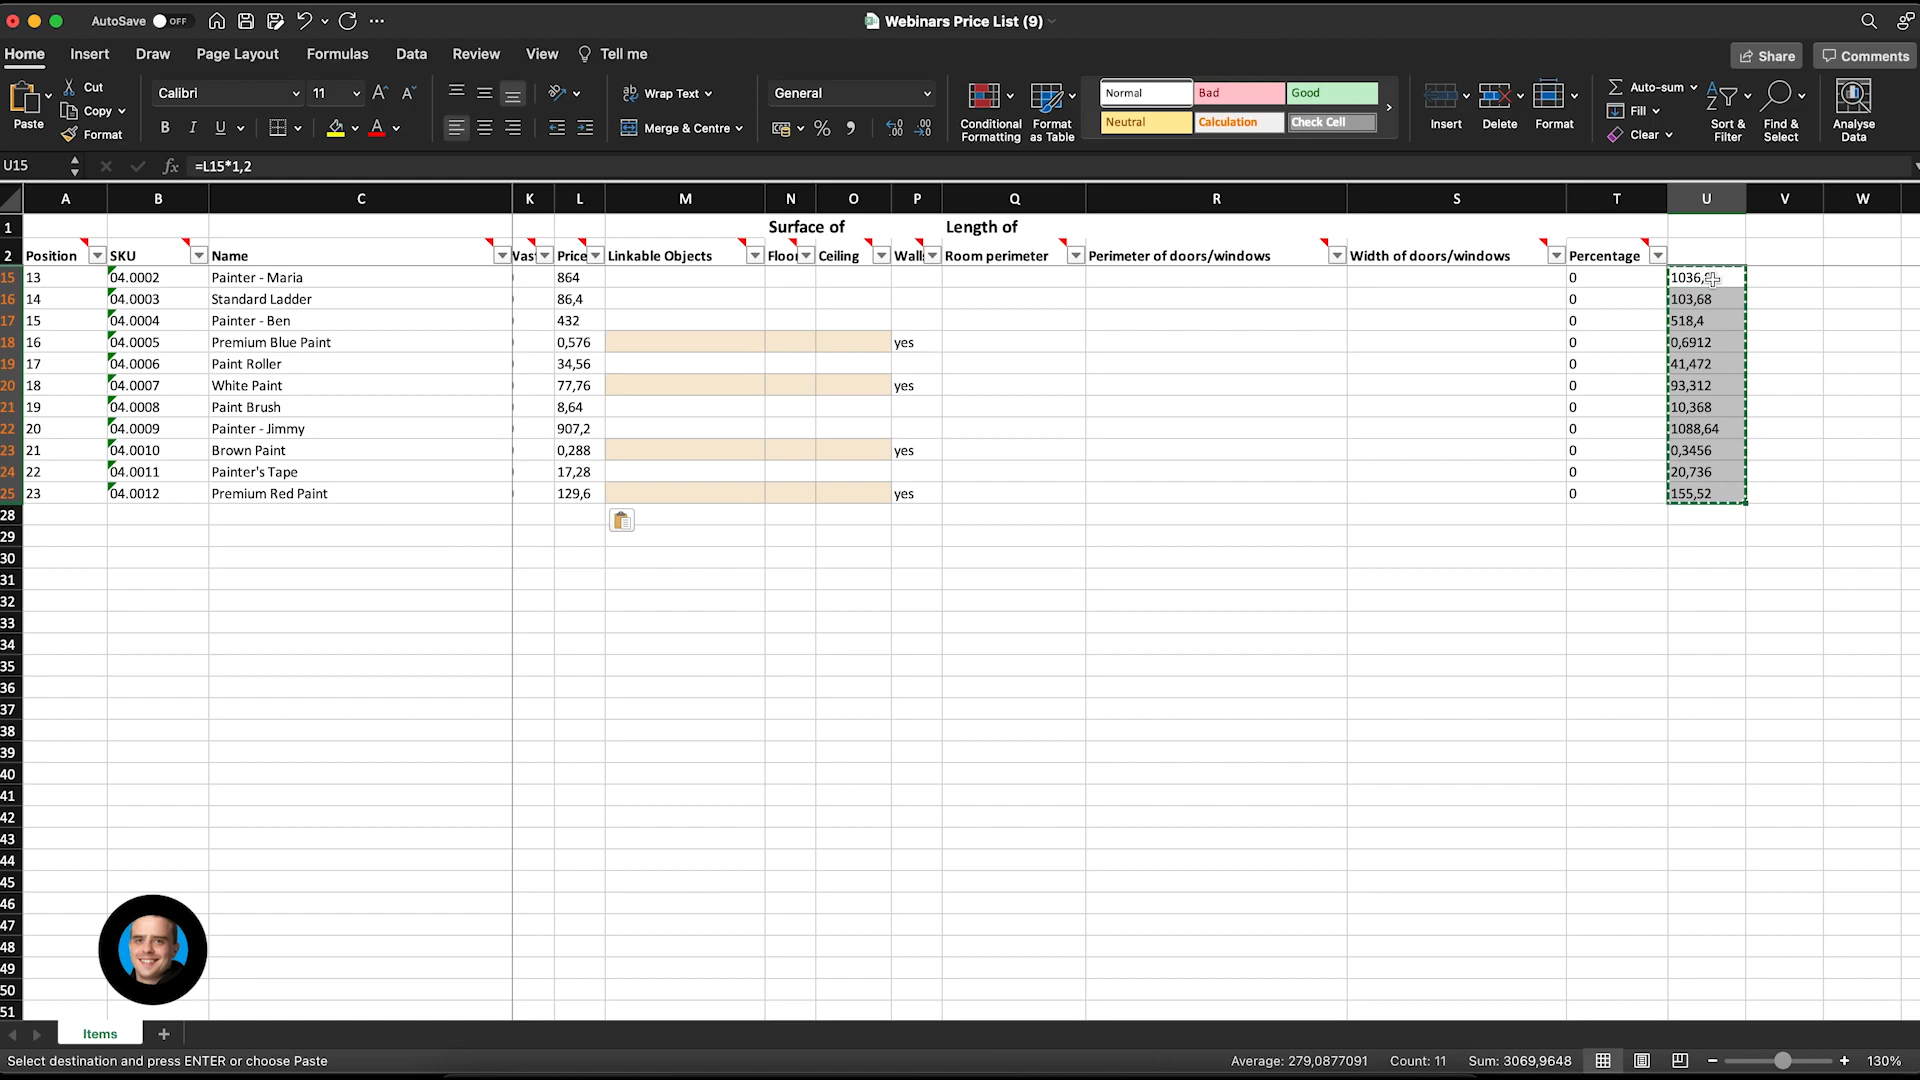 AutoSave OFF
Webinars Price List (9)
Home Insert Draw Page Layout Formulas Data Review View Tell me
Share Comments
Paste Cut Copy Format
Calibri 11
B I U
Wrap Text
Merge & Centre
General
Conditional Formatting
Format as Table
Normal Bad Good
Neutral Calculation Check Cell
Insert Delete Format
Auto-sum
Fill
Clear
Sort & Filter
Find & Select
Analyse Data
U15 fx =L15*1,2
A B C K L M N O P Q R S T U V W
1 Surface of Length of
2 Position SKU Name Price Linkable Objects Ceiling Room perimeter Perimeter of doors/windows Width of doors/windows Percentage
15 13 04.0002 Painter - Maria 864 0
16 14 04.0003 Standard Ladder 86,4 0 103,68
17 15 04.0004 Painter - Ben 432 0 518,4
18 16 04.0005 Premium Blue Paint 0,576 yes 0 0,6912
19 17 04.0006 Paint Roller 34,56 0 41,472
20 18 04.0007 White Paint 77,76 yes 0 93,312
21 19 04.0008 Paint Brush 8,64 0 10,368
22 20 04.0009 Painter - Jimmy 907,2 0 1088,64
23 21 04.0010 Brown Paint 0,288 yes 0 0,3456
24 22 04.0011 Painter's Tape 17,28 0 20,736
25 23 04.0012 Premium Red Paint 129,6 yes 0 155,52
28
29
30
31
32
33
34
35
36
37
38
39
40
41
42
43
44
45
46
47
48
49
50
51
Items
Select destination and press ENTER or choose Paste Average: 279,0877091 Count: 11 Sum: 3069,9648 130%